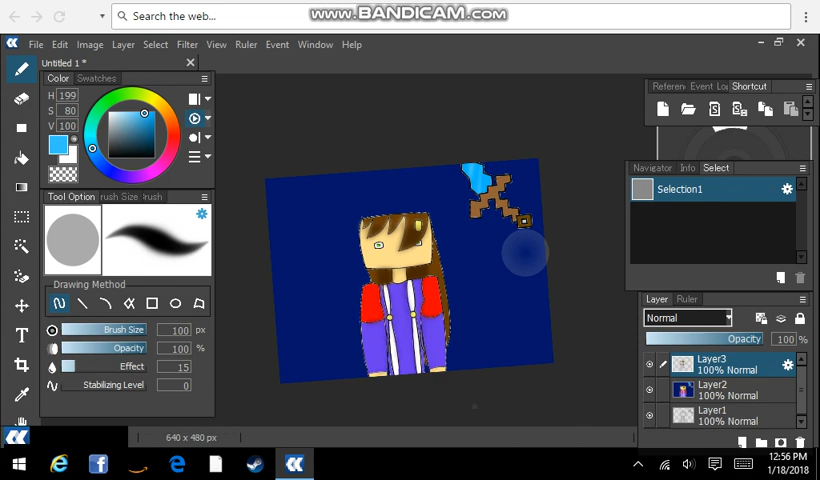 Search the web...
www.BANDICAM.com
File Edit Image Layer Select Filter View Ruler Event Window Help
Untitled 1 *
Color Swatches
H 199
S 80
V 100
Tool Option
Drawing Method
Brush Size 100 px
Opacity 100 %
Effect 15
Stabilizing Level 0
Shortcut
Navigator Info Select
Selection1
Layer Ruler
Normal
Opacity 100 %
Layer3
100% Normal
Layer2
100% Normal
Layer1
100% Normal
640 x 480 px
12:56 PM
1/18/2018